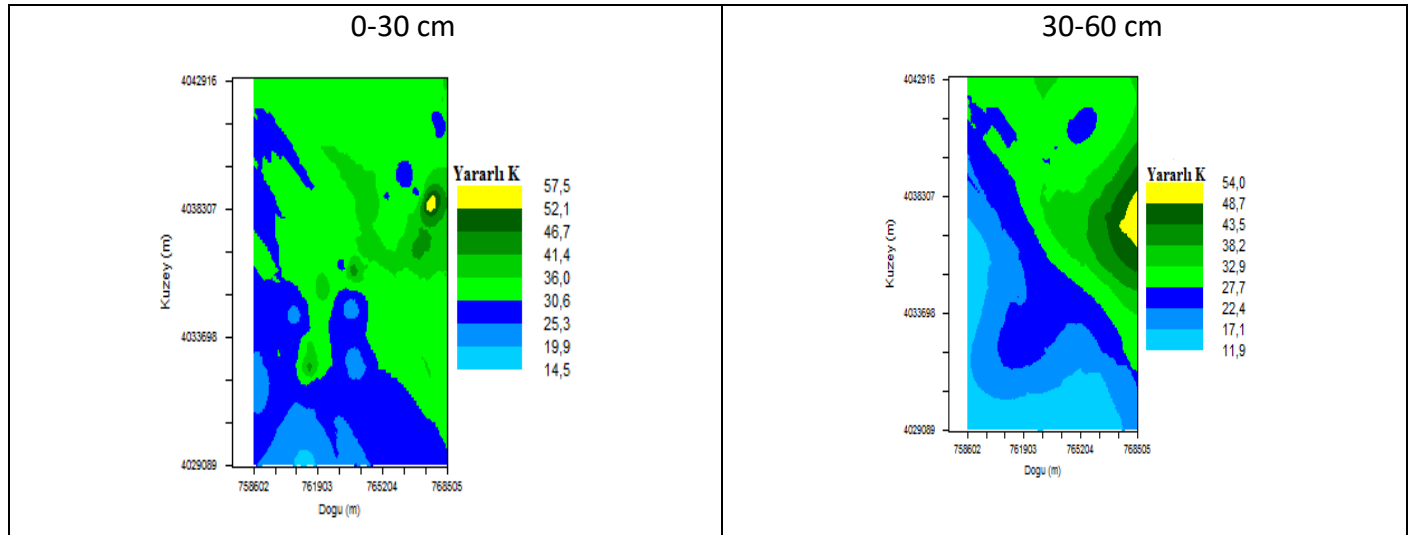 0-30 cm
4042916
4038307
4033698
4029089
Kuzey (m)
758602 761903 765204 768505
Dogu (m)
Yararlı K
57,5
52,1
46,7
41,4
36,0
30,6
25,3
19,9
14,5
30-60 cm
4042916
4038307
4033698
4029089
Kuzey (m)
758602 761903 765204 768505
Dogu (m)
Yararlı K
54,0
48,7
43,5
38,2
32,9
27,7
22,4
17,1
11,9